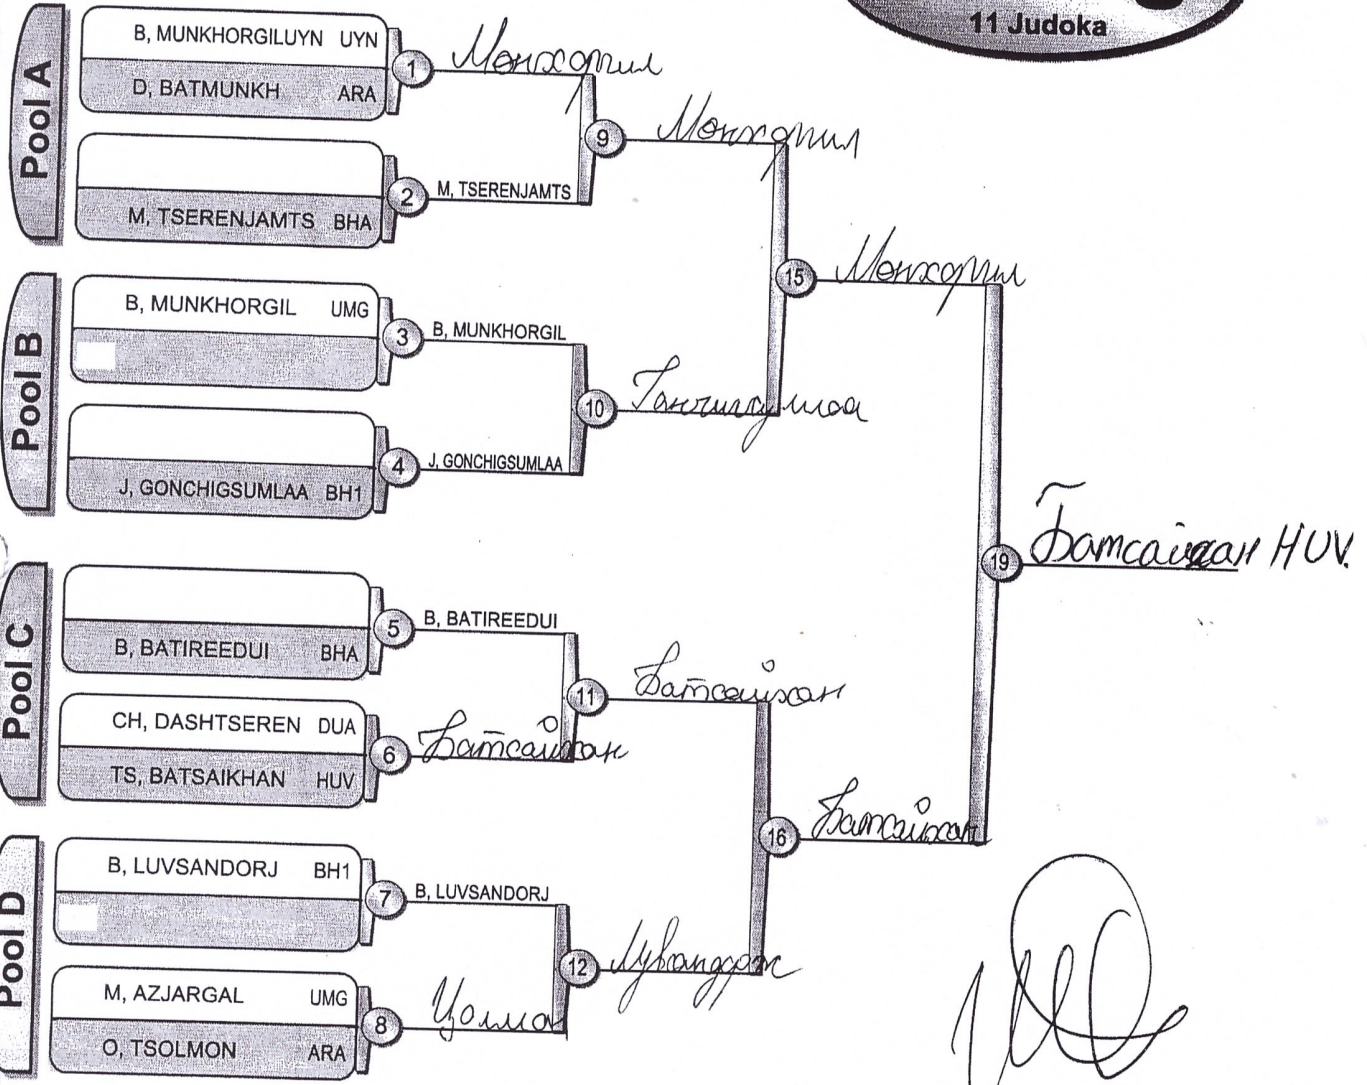 11 Judoka
Pool A
B, MUNKHORGILUYN UYN
D, BATMUNKH ARA
1 Мөнхоргил
M, TSERENJAMTS BHA
2 M, TSERENJAMTS
9 Мөнхоргил
Pool B
B, MUNKHORGIL UMG
3 B, MUNKHORGIL
J, GONCHIGSUMLAA BH1
4 J, GONCHIGSUMLAA
10
15 Мөнхоргил
Pool C
B, BATIREEDUI BHA
5 B, BATIREEDUI
CH, DASHTSEREN DUA
TS, BATSAIKHAN HUV
6 Батсайхан
11 Батсайхан
Pool D
B, LUVSANDORJ BH1
7 B, LUVSANDORJ
M, AZJARGAL UMG
O, TSOLMON ARA
8 Цолмо
12
16 Батсайхан
19 Батсайхан HUV.